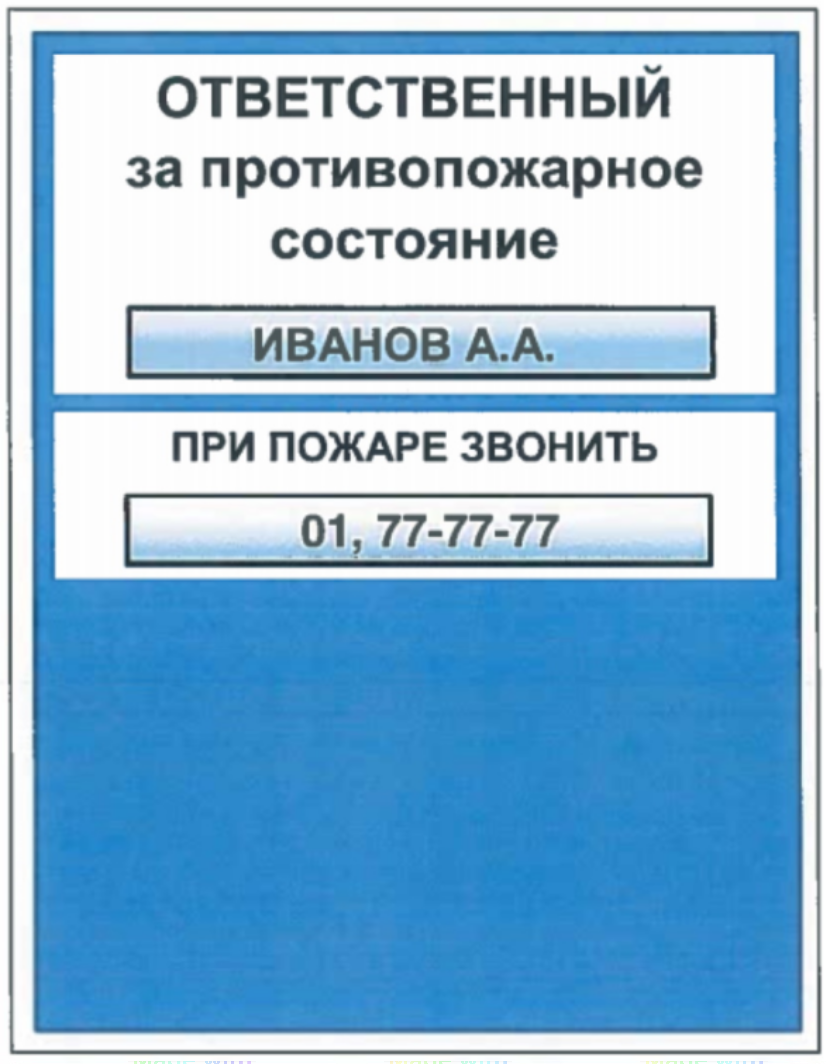 ОТВЕТСТВЕННЫЙ
за противопожарное
состояние
ИВАНОВ А.А.
ПРИ ПОЖАРЕ ЗВОНИТЬ
01, 77-77-77